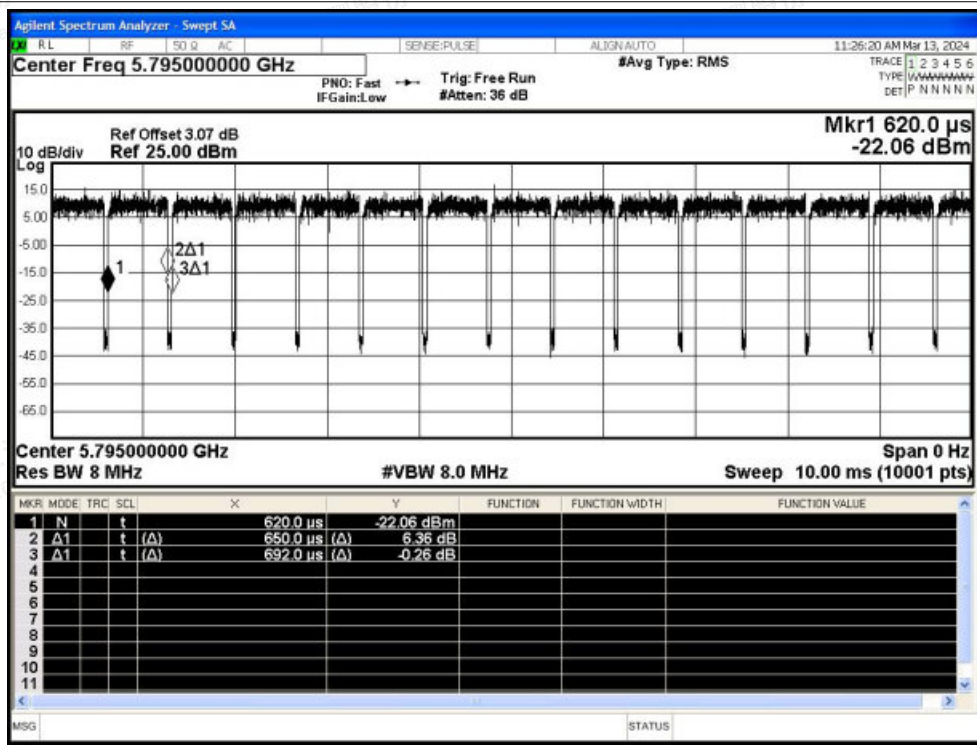 Agilent Spectrum Analyzer - Swept SA
RL RF 50 Ω AC SENSE:PULSE ALIGN AUTO 11:26:20 AM Mar 13, 2024
Center Freq 5.795000000 GHz #Avg Type: RMS TRACE 1 2 3 4 5 6
PNO: Fast Trig: Free Run TYPE
IFGain:Low #Atten: 36 dB DET P N N N N N
Mkr1 620.0 µs
Ref Offset 3.07 dB -22.06 dBm
10 dB/div Ref 25.00 dBm
Log
15.0
5.00
-5.00
2Δ1
-15.0 1 3Δ1
-25.0
-35.0
-45.0
-55.0
-65.0
Center 5.795000000 GHz Span 0 Hz
Res BW 8 MHz #VBW 8.0 MHz Sweep 10.00 ms (10001 pts)
MKR MODE TRC SCL X Y FUNCTION FUNCTION WIDTH FUNCTION VALUE
1 N t 620.0 µs -22.06 dBm
2 Δ1 t (Δ) 650.0 µs (Δ) 6.36 dB
3 Δ1 t (Δ) 692.0 µs (Δ) -0.26 dB
4
5
6
7
8
9
10
11
MSG STATUS